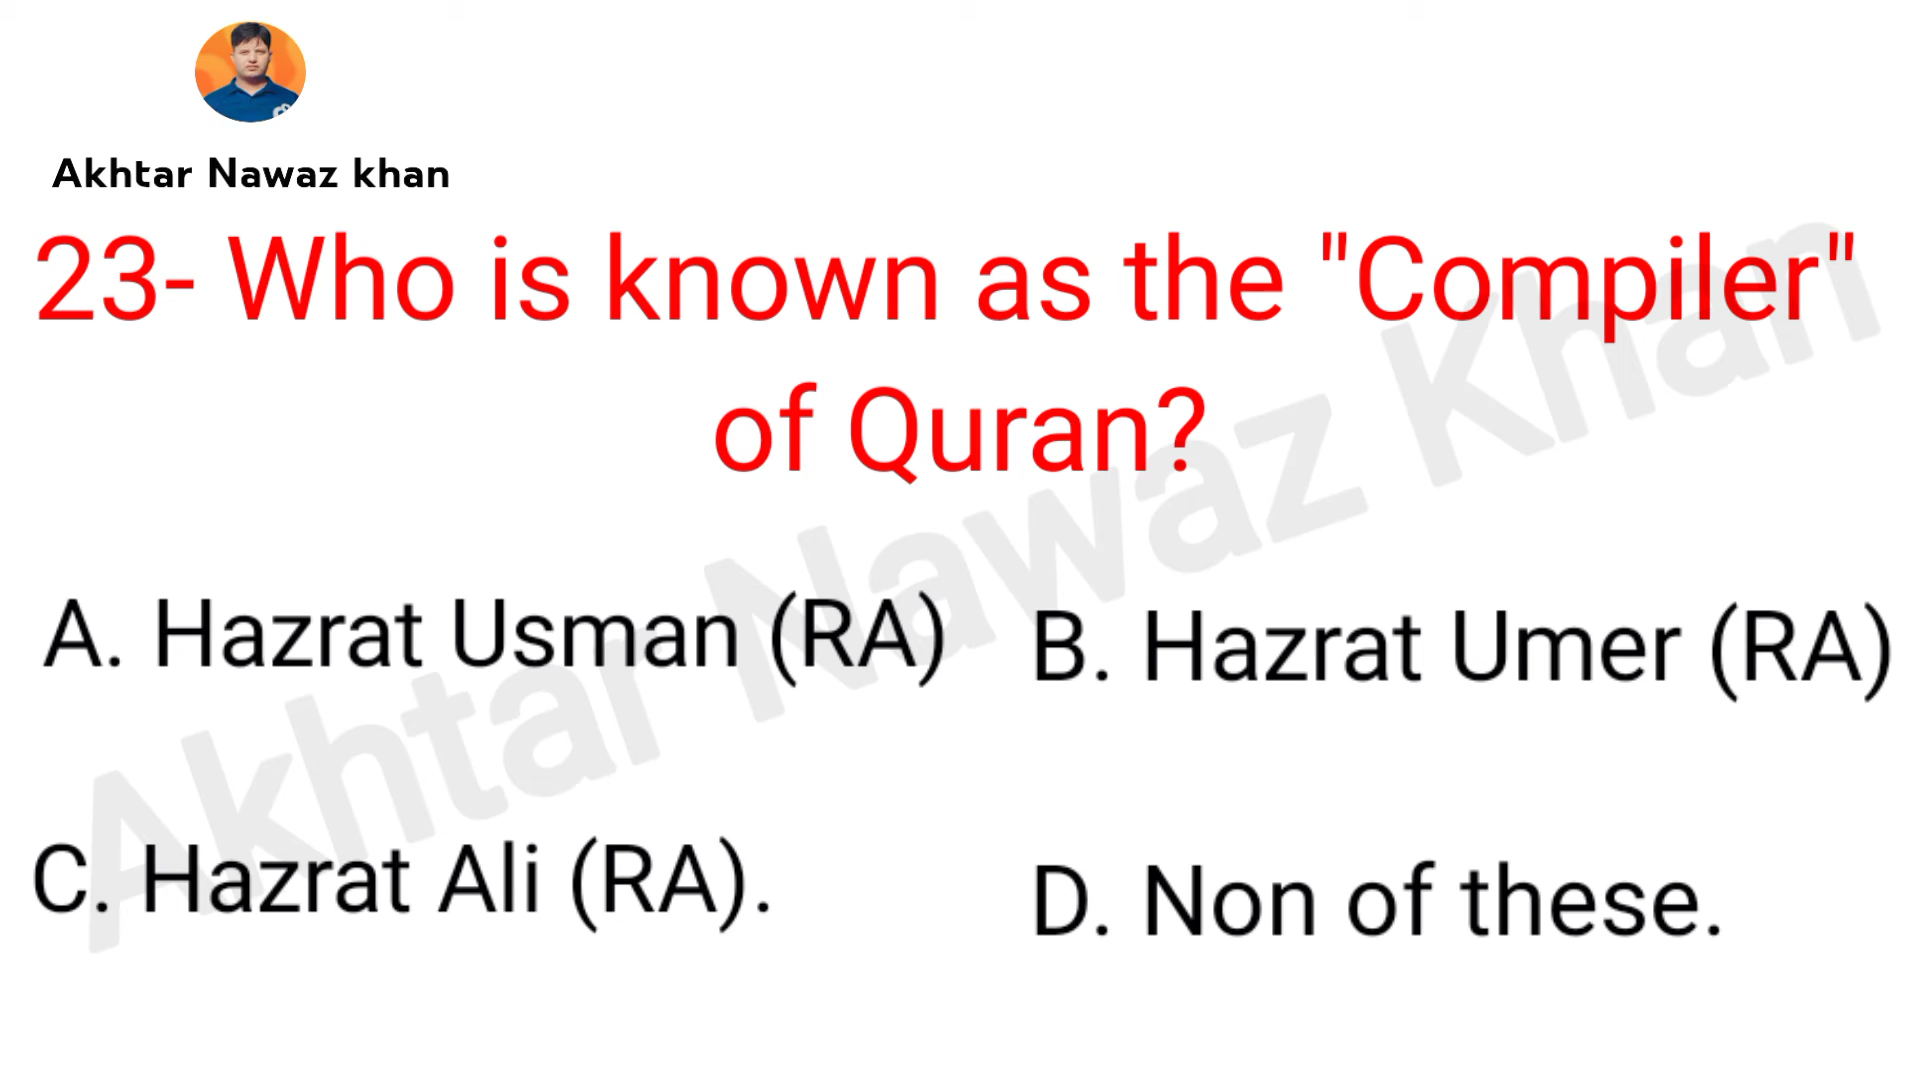 Akhtar Nawaz khan
23- Who is known as the "Compiler"
of Quran?
A. Hazrat Usman (RA)
B. Hazrat Umer (RA)
C. Hazrat Ali (RA).
D. Non of these.
Akhtar Nawaz Khan